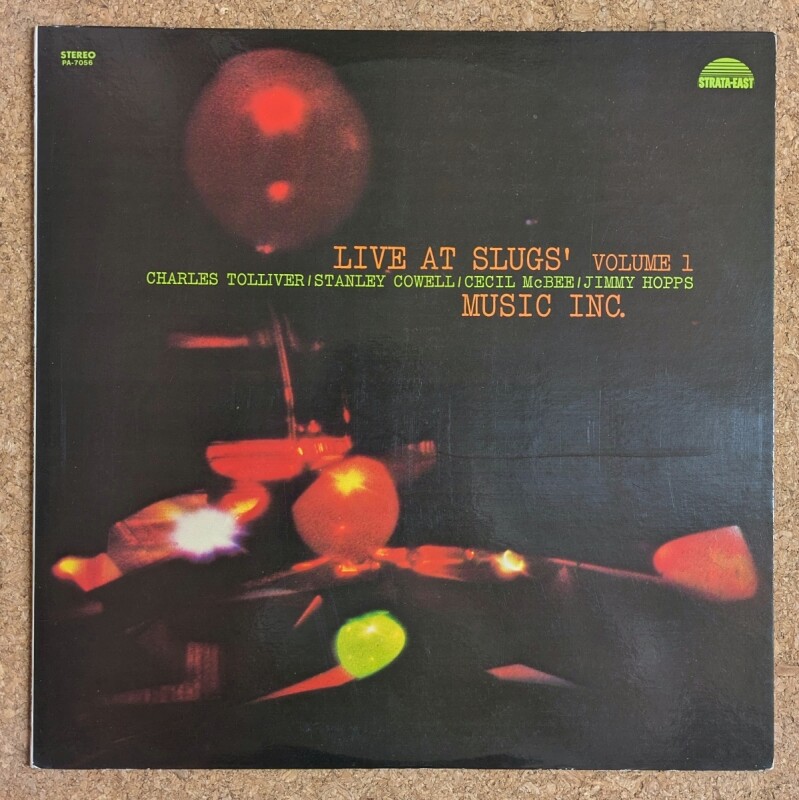 STEREO
PA-7056
STRATA-EAST
LIVE AT SLUGS' VOLUME 1
CHARLES TOLLIVER/STANLEY COWELL/CECIL McBEE/JIMMY HOPPS
MUSIC INC.